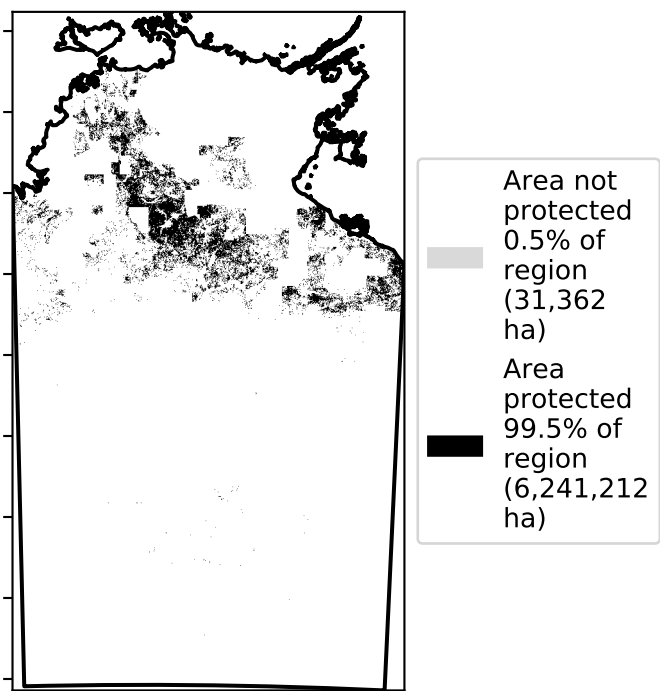 Area not
protected
0.5% of
region
(31,362
ha)
Area
protected
99.5% of
region
(6,241,212
ha)